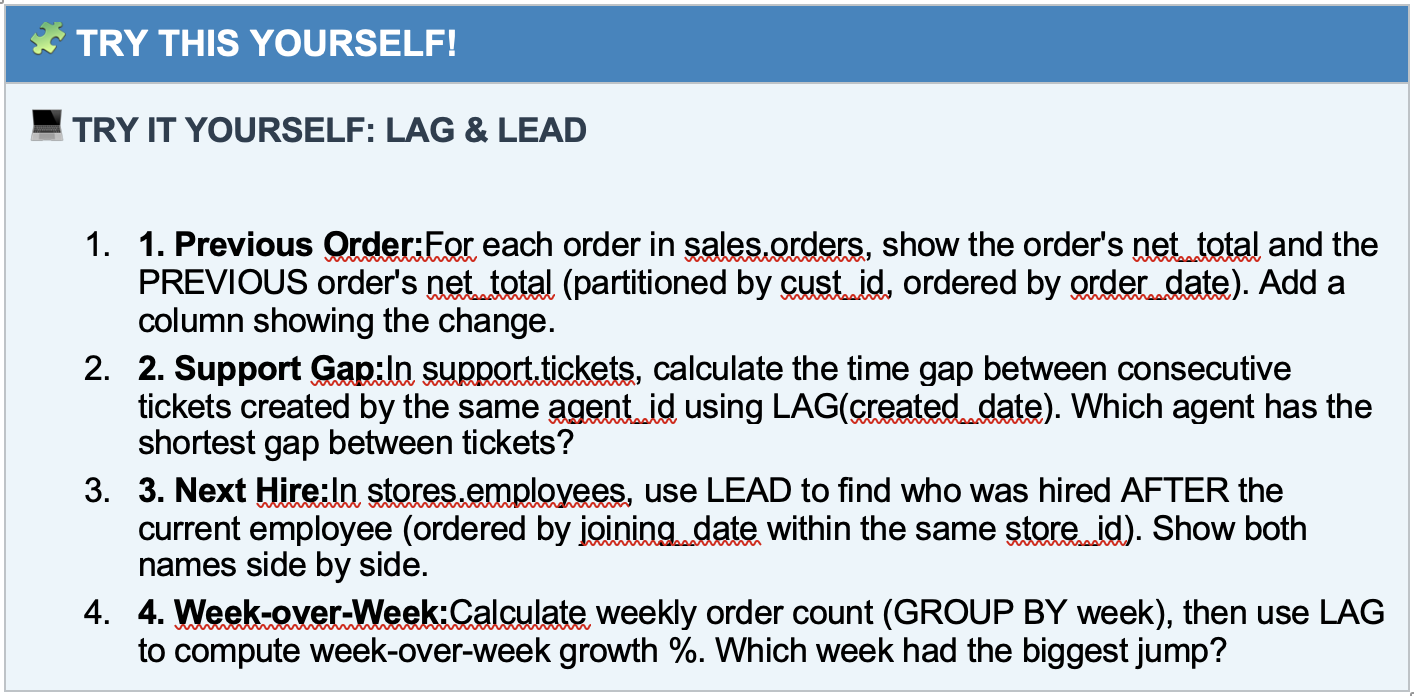 TRY THIS YOURSELF!
TRY IT YOURSELF: LAG & LEAD
1. 1. Previous Order:For each order in sales.orders, show the order's net_total and the
PREVIOUS order's net_total (partitioned by cust_id, ordered by order_date). Add a
column showing the change.
2. 2. Support Gap:In support.tickets, calculate the time gap between consecutive
tickets created by the same agent_id using LAG(created_date). Which agent has the
shortest gap between tickets?
3. 3. Next Hire:In stores.employees, use LEAD to find who was hired AFTER the
current employee (ordered by joining_date within the same store_id). Show both
names side by side.
4. 4. Week-over-Week:Calculate weekly order count (GROUP BY week), then use LAG
to compute week-over-week growth %. Which week had the biggest jump?